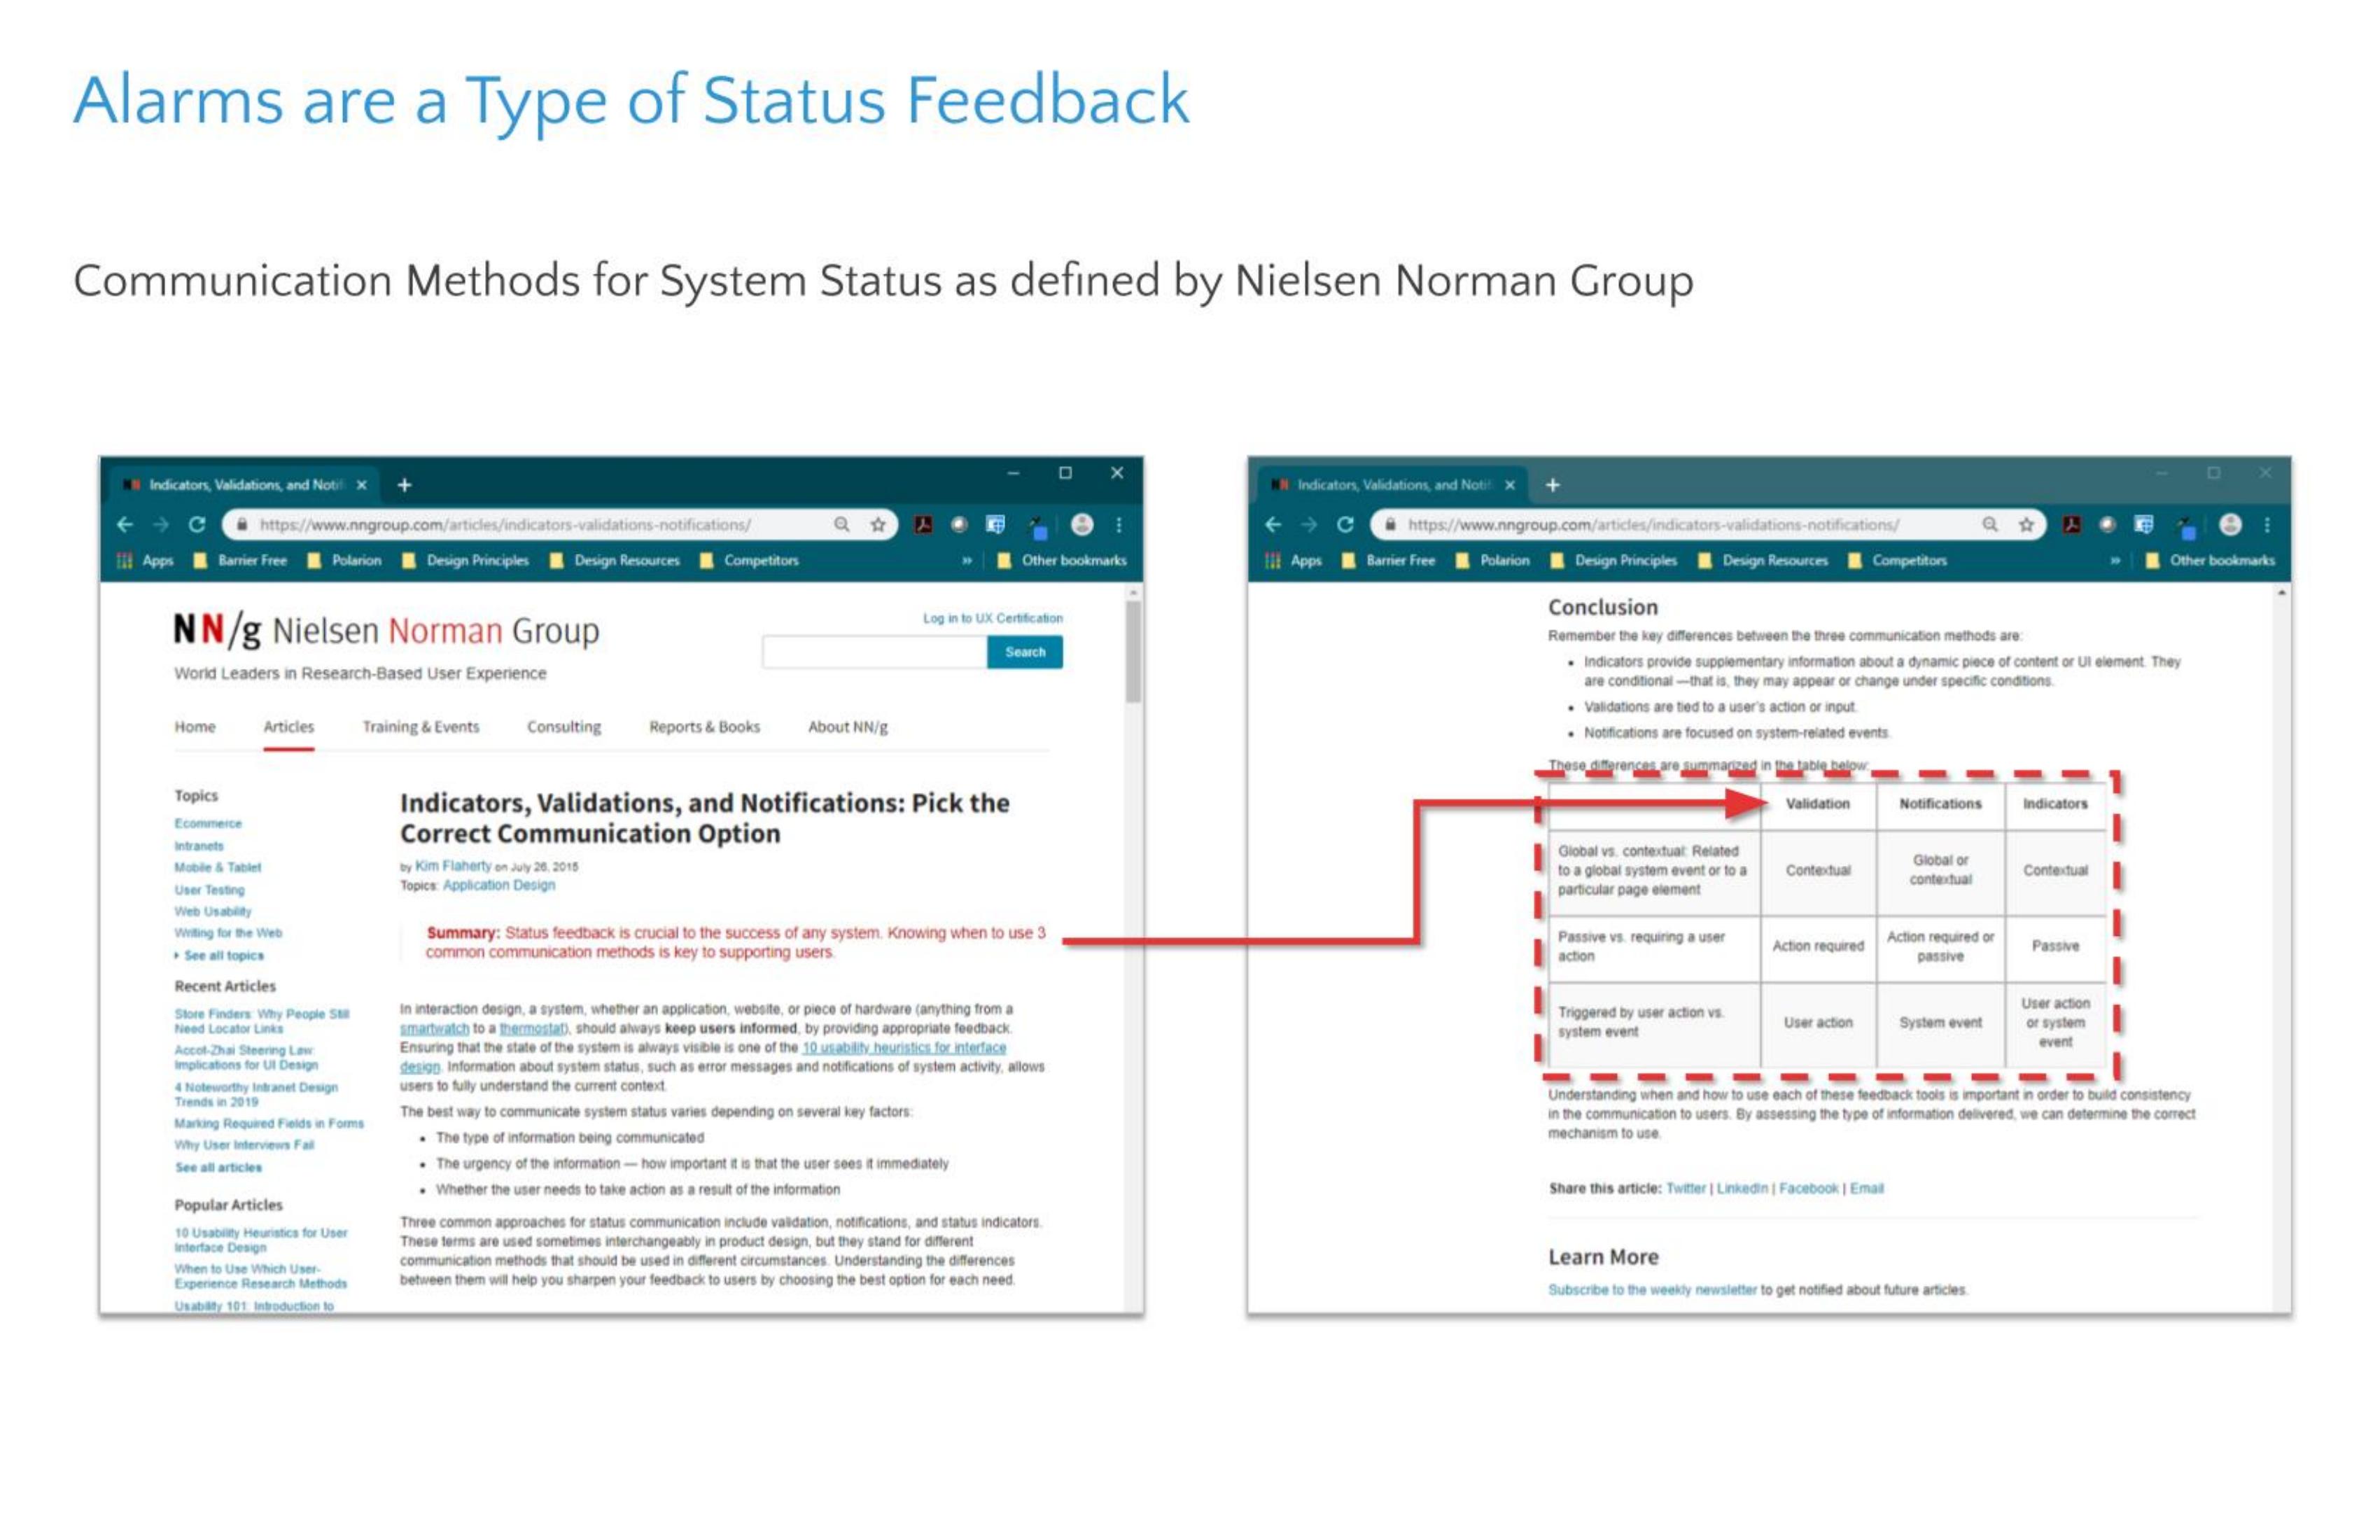 Alarms are a Type of Status Feedback
Communication Methods for System Status as defined by Nielsen Norman Group
Indicators, Validations, and Notif
https://www.nngroup.com/articles/indicators-validations-notifications/
Apps
Barrier Free
Polarion
Design Principles
Design Resources
Competitors
»
Other bookmarks
NN/g Nielsen Norman Group
World Leaders in Research-Based User Experience
Log in to UX Certification
Search
Home
Articles
Training & Events
Consulting
Reports & Books
About NN/g
Topics
Ecommerce
Intranets
Mobile & Tablet
User Testing
Web Usability
Writing for the Web
See all topics
Recent Articles
Store Finders: Why People Still
Need Locator Links
Accot-Zhai Steering Law:
Implications for UI Design
4 Noteworthy Intranet Design
Trends in 2019
Marking Required Fields in Forms
Why User Interviews Fail
See all articles
Popular Articles
10 Usability Heuristics for User
Interface Design
When to Use Which User-
Experience Research Methods
Usability 101: Introduction to
Indicators, Validations, and Notifications: Pick the
Correct Communication Option
by Kim Flaherty on July 26, 2015
Topics: Application Design
Summary: Status feedback is crucial to the success of any system. Knowing when to use 3
common communication methods is key to supporting users.
In interaction design, a system, whether an application, website, or piece of hardware (anything from a
smartwatch to a thermostat), should always keep users informed, by providing appropriate feedback.
Ensuring that the state of the system is always visible is one of the 10 usability heuristics for interface
design. Information about system status, such as error messages and notifications of system activity, allows
users to fully understand the current context.
The best way to communicate system status varies depending on several key factors:
• The type of information being communicated
• The urgency of the information — how important it is that the user sees it immediately
• Whether the user needs to take action as a result of the information
Three common approaches for status communication include validation, notifications, and status indicators.
These terms are used sometimes interchangeably in product design, but they stand for different
communication methods that should be used in different circumstances. Understanding the differences
between them will help you sharpen your feedback to users by choosing the best option for each need.
Indicators, Validations, and Notif
https://www.nngroup.com/articles/indicators-validations-notifications/
Apps
Barrier Free
Polarion
Design Principles
Design Resources
Competitors
»
Other bookmarks
Conclusion
Remember the key differences between the three communication methods are:
• Indicators provide supplementary information about a dynamic piece of content or UI element. They
are conditional —that is, they may appear or change under specific conditions.
• Validations are tied to a user's action or input.
• Notifications are focused on system-related events.
These differences are summarized in the table below:
Validation
Notifications
Indicators
Global vs. contextual: Related
to a global system event or to a
particular page element
Contextual
Global or
contextual
Contextual
Passive vs. requiring a user
action
Action required
Action required or
passive
Passive
Triggered by user action vs.
system event
User action
System event
User action
or system
event
Understanding when and how to use each of these feedback tools is important in order to build consistency
in the communication to users. By assessing the type of information delivered, we can determine the correct
mechanism to use.
Share this article: Twitter | LinkedIn | Facebook | Email
Learn More
Subscribe to the weekly newsletter to get notified about future articles.